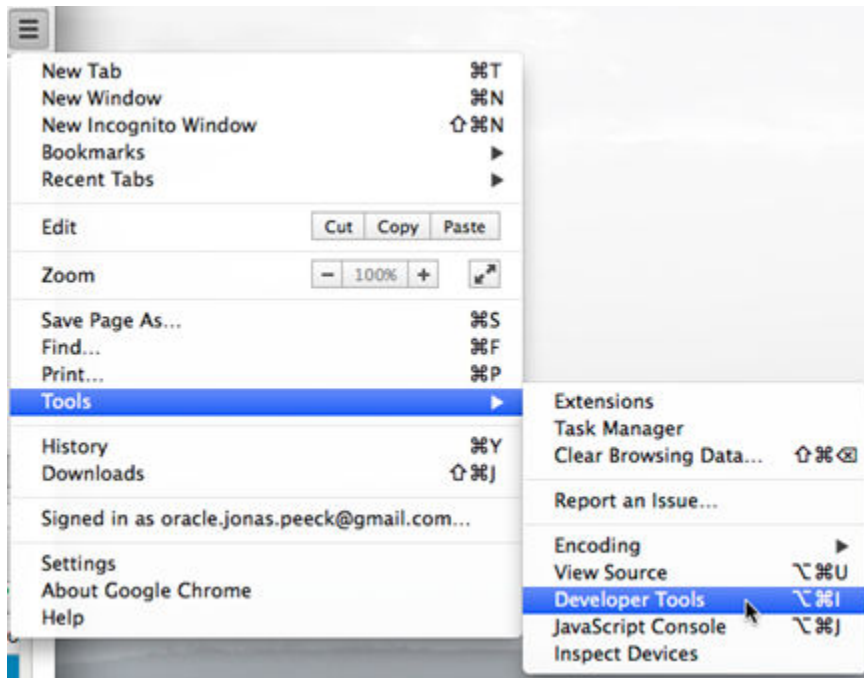 New Tab ⌘T
New Window ⌘N
New Incognito Window ⇧⌘N
Bookmarks ▶
Recent Tabs ▶
Edit Cut Copy Paste
Zoom − 100% +
Save Page As... ⌘S
Find... ⌘F
Print... ⌘P
Tools ▶
History ⌘Y
Downloads ⇧⌘J
Signed in as oracle.jonas.peeck@gmail.com...
Settings
About Google Chrome
Help
Extensions
Task Manager
Clear Browsing Data... ⇧⌘⌫
Report an Issue...
Encoding ▶
View Source ⌥⌘U
Developer Tools ⌥⌘I
JavaScript Console ⌥⌘J
Inspect Devices